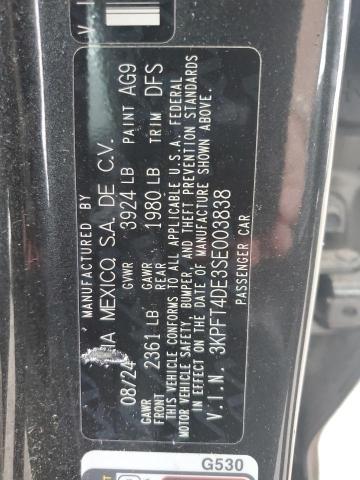 MANUFACTURED BY
KIA MEXICO, S.A. DE C.V.
08/24 GVWR 3924 LB PAINT AG9
GAWR FRONT 2361 LB GAWR REAR 1980 LB TRIM DFS
THIS VEHICLE CONFORMS TO ALL APPLICABLE U.S.A. FEDERAL
MOTOR VEHICLE SAFETY, BUMPER, AND THEFT PREVENTION STANDARDS
IN EFFECT ON THE DATE OF MANUFACTURE SHOWN ABOVE.
V.I.N. 3KPFT4DE3SE003838
PASSENGER CAR
G530